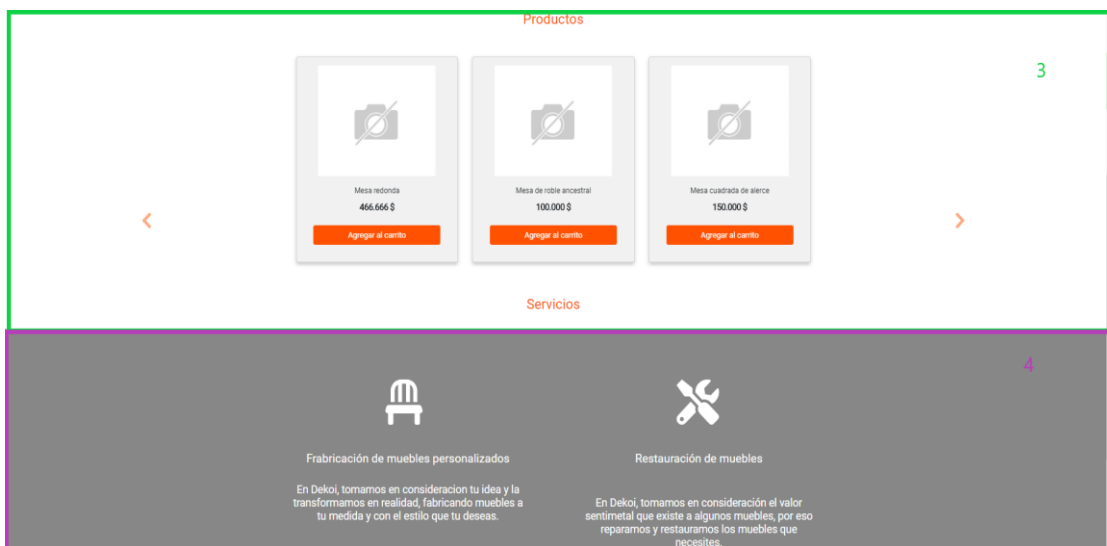 Productos
3
Mesa redonda
466.666 $
Agregar al carrito
Mesa de roble ancestral
100.000 $
Agregar al carrito
Mesa cuadrada de alerce
150.000 $
Agregar al carrito
Servicios
4
Frabricación de muebles personalizados
En Dekoi, tomamos en consideracion tu idea y la
transformamos en realidad, fabricando muebles a
tu medida y con el estilo que tu deseas.
Restauración de muebles
En Dekoi, tomamos en consideración el valor
sentimetal que existe a algunos muebles, por eso
reparamos y restauramos los muebles que
necesites.